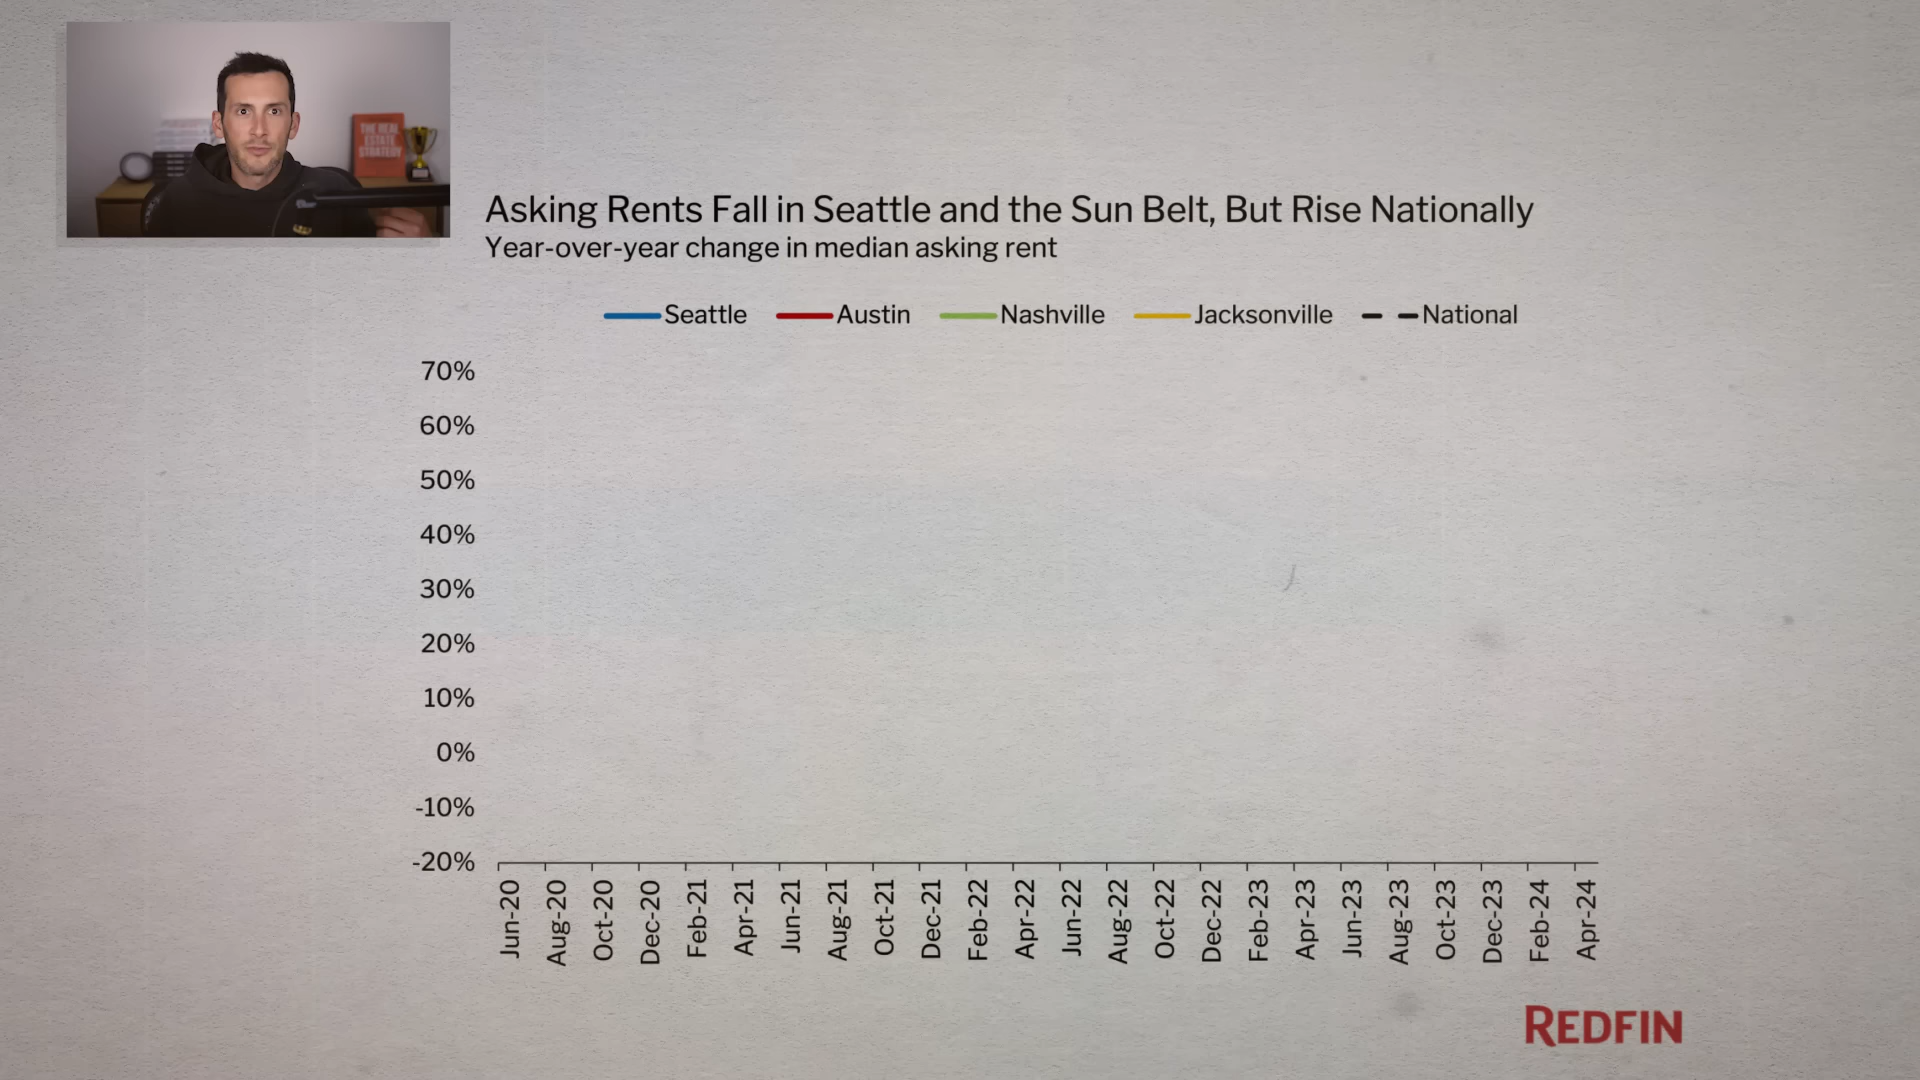 THE REAL
ESTATE
STRATEGY
Asking Rents Fall in Seattle and the Sun Belt, But Rise Nationally
Year-over-year change in median asking rent
Seattle Austin Nashville Jacksonville National
70%
60%
50%
40%
30%
20%
10%
0%
-10%
-20%
Jun-20 Aug-20 Oct-20 Dec-20 Feb-21 Apr-21 Jun-21 Aug-21 Oct-21 Dec-21 Feb-22 Apr-22 Jun-22 Aug-22 Oct-22 Dec-22 Feb-23 Apr-23 Jun-23 Aug-23 Oct-23 Dec-23 Feb-24 Apr-24
REDFIN